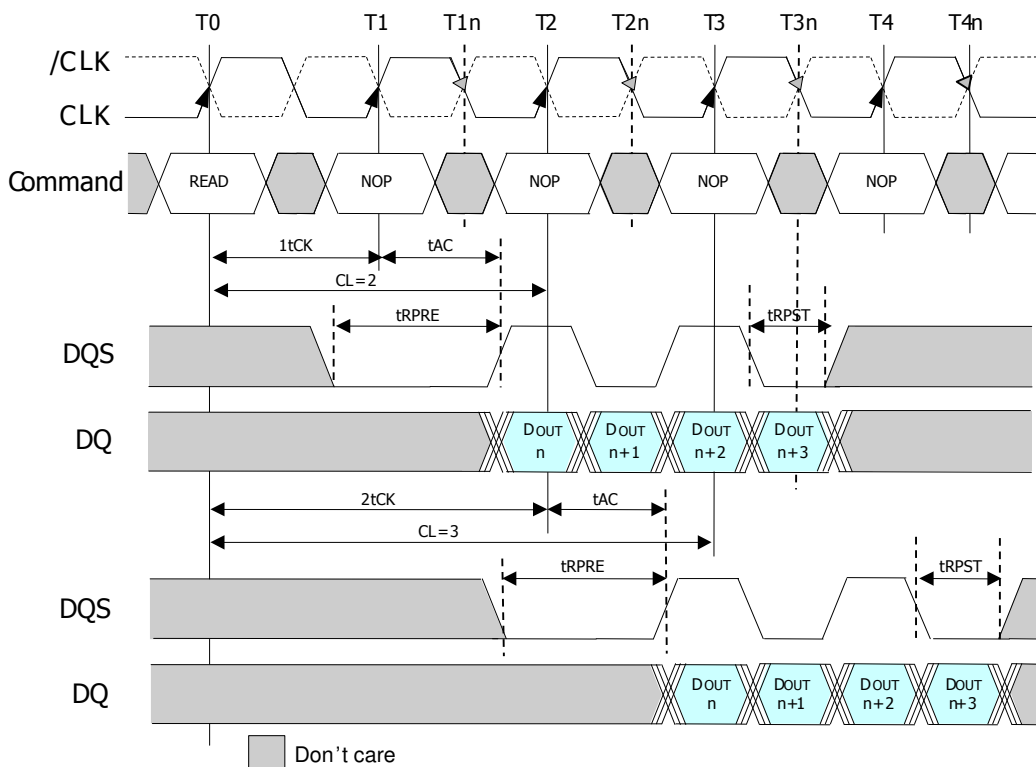 T0 T1 T1n T2 T2n T3 T3n T4 T4n
/CLK
CLK
Command READ NOP NOP NOP NOP
1tCK tAC
CL=2
tRPRE tRPST
DQS
DQ DOUT n DOUT n+1 DOUT n+2 DOUT n+3
2tCK tAC
CL=3
tRPRE tRPST
DQS
DQ DOUT n DOUT n+1 DOUT n+2 DOUT n+3
Don't care